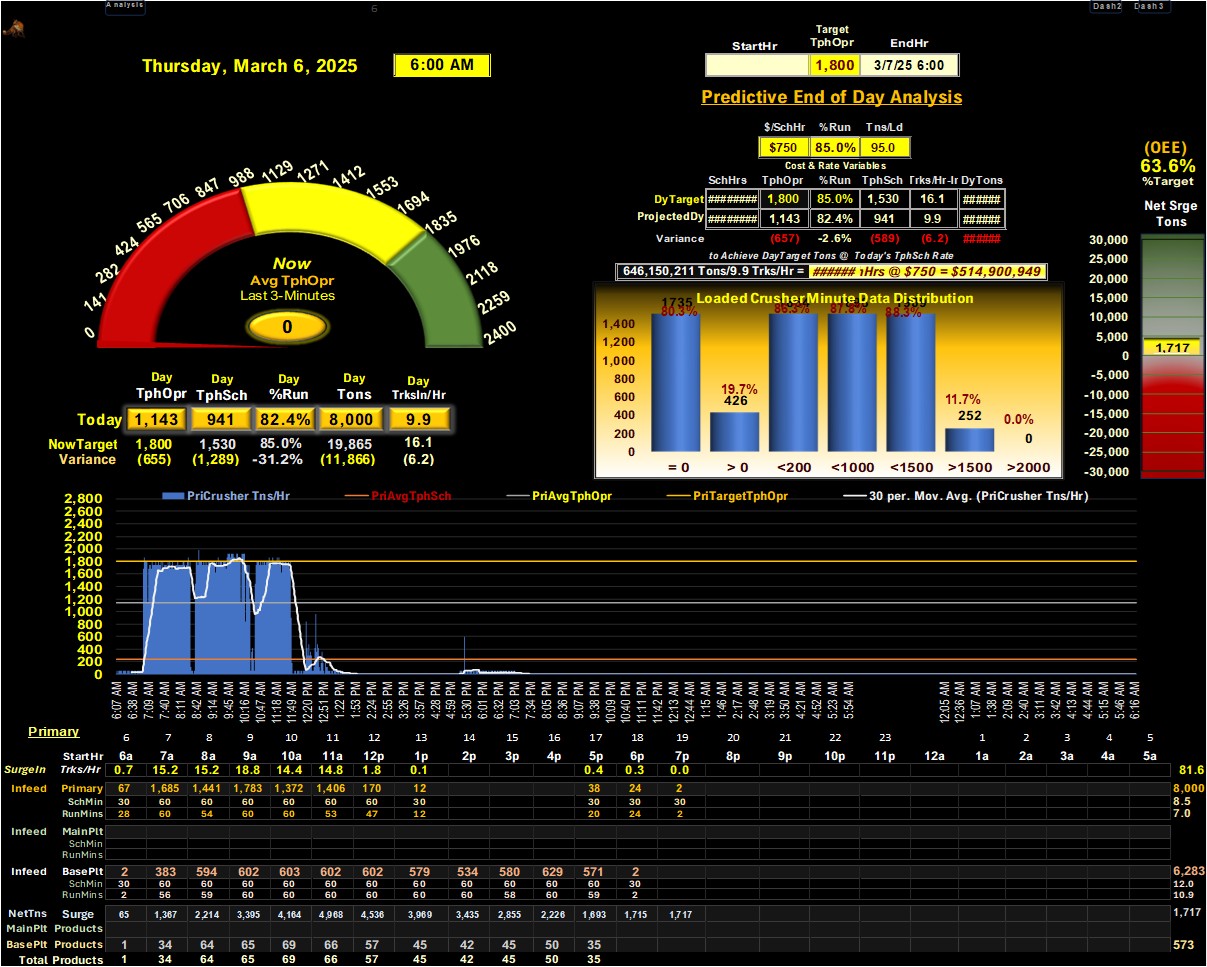 Analysis 6 Dash2 Dash3
Thursday, March 6, 2025 6:00 AM
StartHr Target TphOpr EndHr
1,800 3/7/25 6:00
Predictive End of Day Analysis
$/SchHr %Run Tns/Ld
$750 85.0% 95.0
Cost & Rate Variables
SchHrs TphOpr %Run TphSch Trks/Hr-Ir DyTons
DyTarget ######## 1,800 85.0% 1,530 16.1 ######
ProjectedDy ######## 1,143 82.4% 941 9.9 ######
Variance (657) -2.6% (589) (6.2) ######
to Achieve DayTarget Tons @ Today's TphSch Rate
646,150,211 Tons/9.9 Trks/Hr = ###### Hrs @ $750 = $514,900,949
(OEE)
63.6%
%Target
Net Srge
Tons
30,000
25,000
20,000
15,000
10,000
5,000
1,717
0
-5,000
-10,000
-15,000
-20,000
-25,000
-30,000
0 141 282 424 565 706 847 988 1129 1271 1412 1553 1694 1835 1976 2118 2259 2400
Now
Avg TphOpr
Last 3-Minutes
0
Loaded Crusher Minute Data Distribution
1735
80.3% 86.3% 87.8% 88.3%
19.7%
426
11.7%
252
0.0%
0
1,400
1,200
1,000
800
600
400
200
0
= 0 > 0 <200 <1000 <1500 >1500 >2000
Day Day Day Day Day
TphOpr TphSch %Run Tons TrksIn/Hr
Today 1,143 941 82.4% 8,000 9.9
NowTarget 1,800 1,530 85.0% 19,865 16.1
Variance (655) (1,289) -31.2% (11,866) (6.2)
PriCrusher Tns/Hr PriAvgTphSch PriAvgTphOpr PriTargetTphOpr 30 per. Mov. Avg. (PriCrusher Tns/Hr)
2,800
2,600
2,400
2,200
2,000
1,800
1,600
1,400
1,200
1,000
800
600
400
200
0
6:07 AM 6:38 AM 7:09 AM 7:40 AM 8:11 AM 8:42 AM 9:14 AM 9:45 AM 10:16 AM 10:47 AM 11:18 AM 11:49 AM 12:20 PM 12:51 PM 1:22 PM 1:53 PM 2:24 PM 2:55 PM 3:26 PM 3:57 PM 4:28 PM 4:59 PM 5:30 PM 6:01 PM 6:32 PM 7:03 PM 7:34 PM 8:05 PM 8:36 PM 9:07 PM 9:38 PM 10:09 PM 10:40 PM 11:11 PM 11:42 PM 12:13 AM 12:44 AM 1:15 AM 1:46 AM 2:17 AM 2:48 AM 3:19 AM 3:50 AM 4:21 AM 4:52 AM 5:23 AM 5:54 AM 12:05 AM 12:36 AM 1:07 AM 1:38 AM 2:09 AM 2:40 AM 3:11 AM 3:42 AM 4:13 AM 4:44 AM 5:15 AM 5:46 AM 6:16 AM
Primary
6 7 8 9 10 11 12 13 14 15 16 17 18 19 20 21 22 23 1 2 3 4 5
StartHr 6a 7a 8a 9a 10a 11a 12p 1p 2p 3p 4p 5p 6p 7p 8p 9p 10p 11p 12a 1a 2a 3a 4a 5a
SurgeIn Trks/Hr 0.7 15.2 15.2 18.8 14.4 14.8 1.8 0.1 0.4 0.3 0.0 81.6
Infeed Primary 67 1,685 1,441 1,783 1,372 1,406 170 12 38 24 2 8,000
SchMin 30 60 60 60 60 60 60 30 30 30 30 8.5
RunMins 28 60 54 60 60 53 47 12 20 24 2 7.0
Infeed MainPlt
SchMin
RunMins
Infeed BasePlt 2 383 594 602 603 602 602 579 534 580 629 571 2 6,283
SchMin 30 60 60 60 60 60 60 60 60 60 60 60 30 12.0
RunMins 2 56 59 60 60 60 60 60 60 58 60 59 2 10.9
NetTns Surge 65 1,367 2,214 3,395 4,164 4,968 4,536 3,969 3,435 2,855 2,226 1,693 1,715 1,717 1,717
MainPlt Products
BasePlt Products 1 34 64 65 69 66 57 45 42 45 50 35 573
Total Products 1 34 64 65 69 66 57 45 42 45 50 35